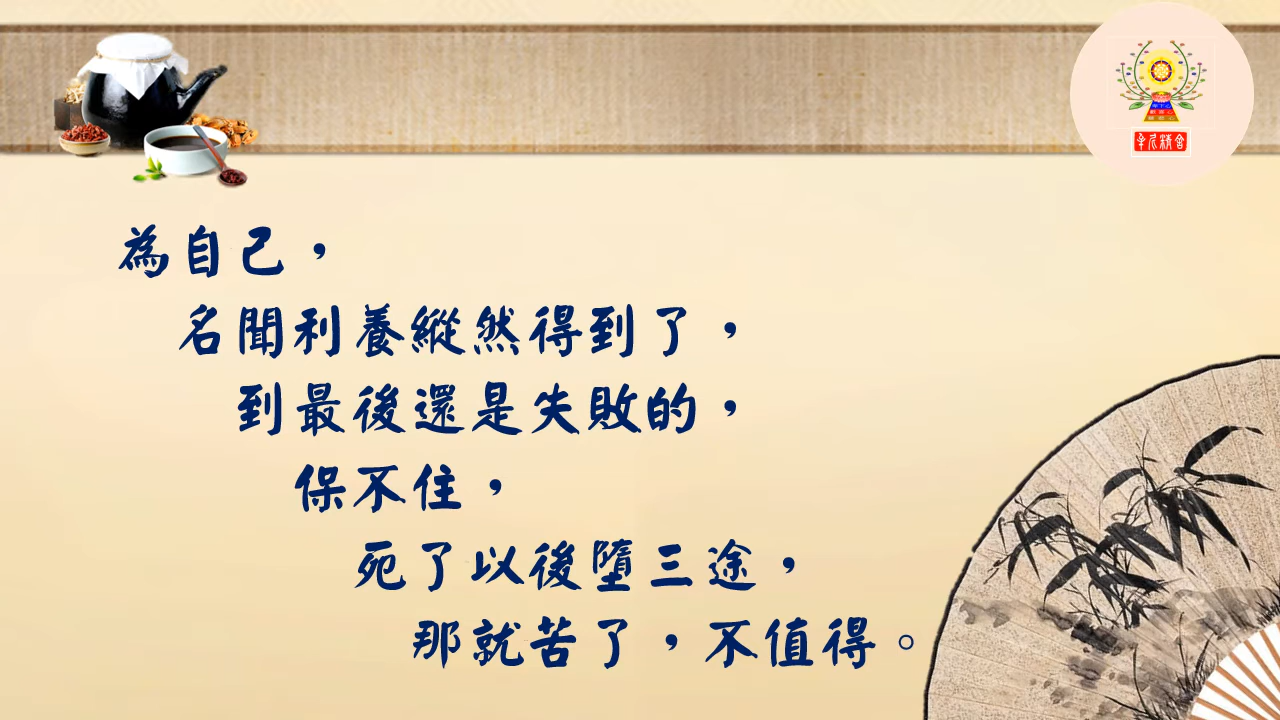 為自己，
名聞利養縱然得到了，
到最後還是失敗的，
保不住，
死了以後墮三途，
那就苦了，不值得。